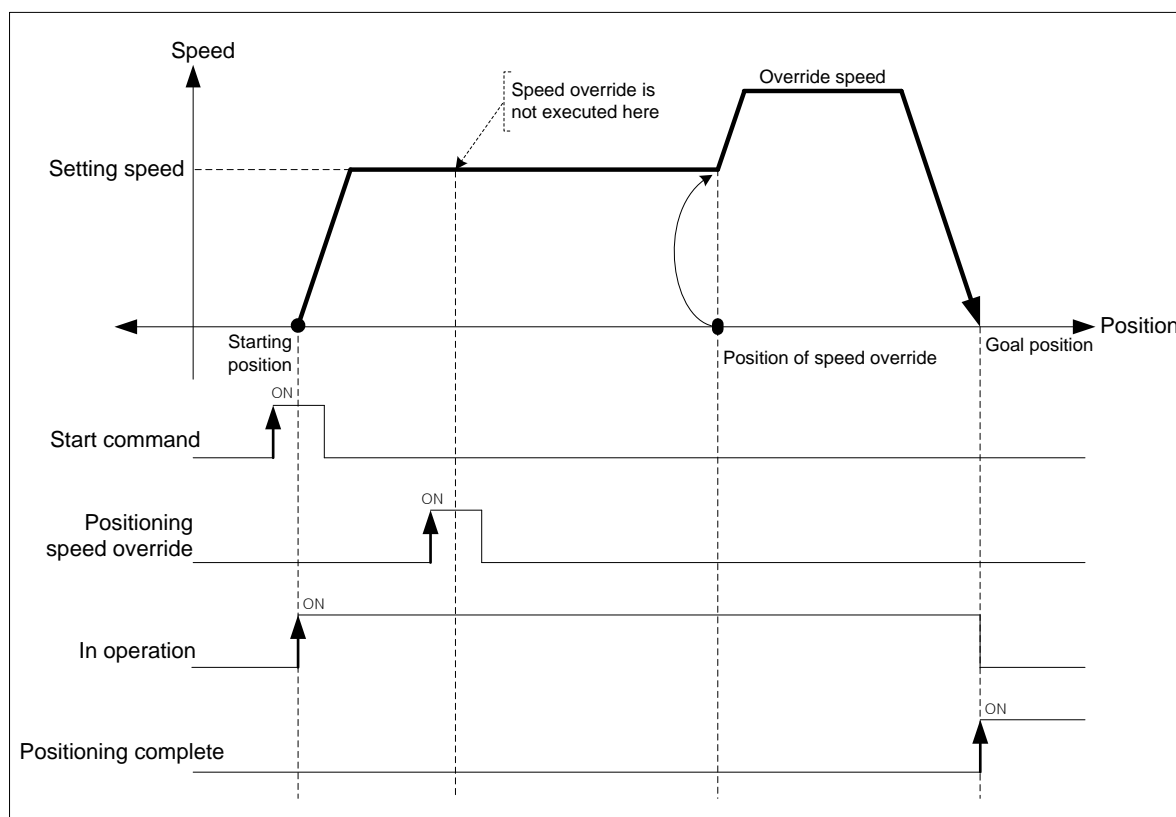 Speed
Override speed
Speed override is
not executed here
Setting speed
Position
Starting
position
Position of speed override
Goal position
ON
Start command
ON
Positioning
speed override
ON
In operation
ON
Positioning complete